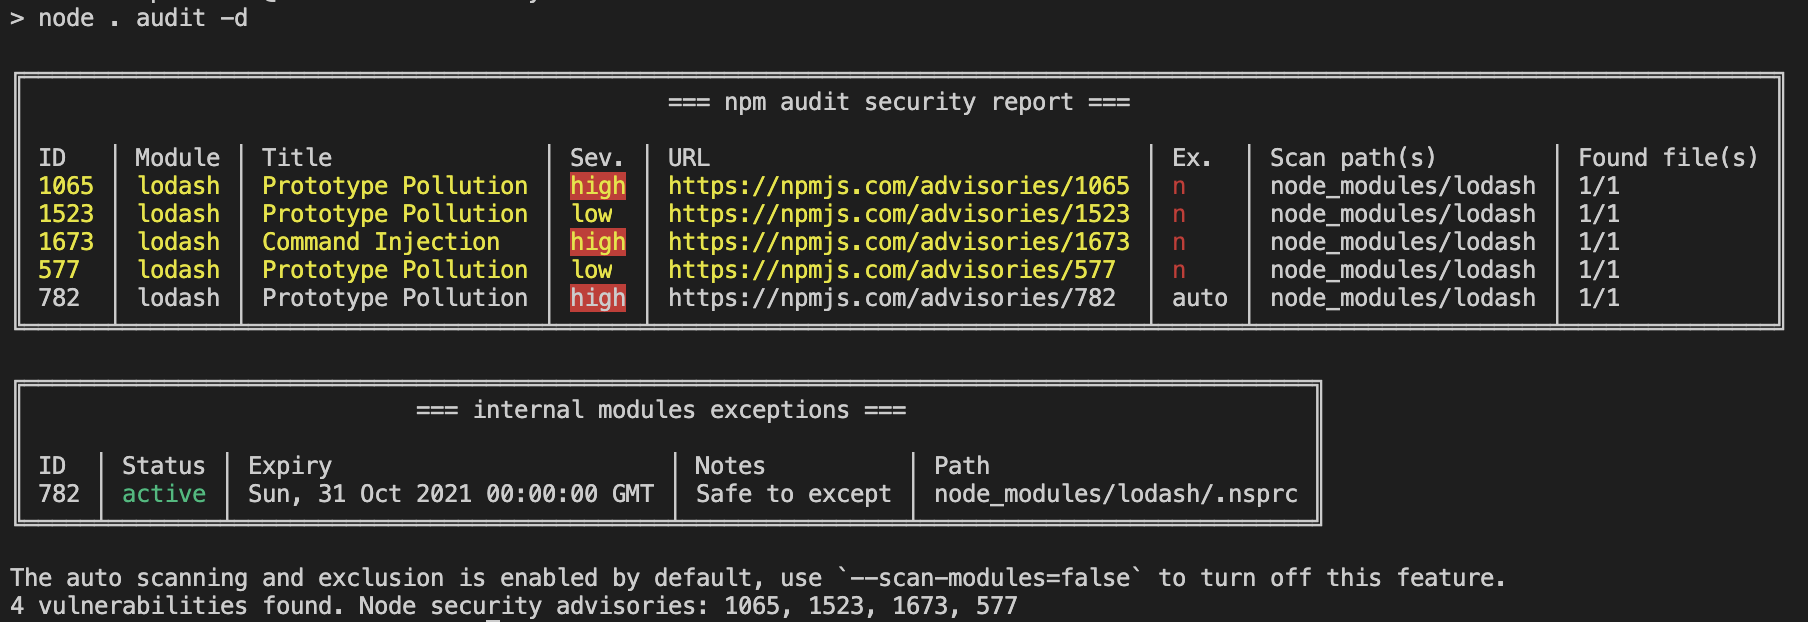 > node . audit -d
=== npm audit security report ===
ID Module Title Sev. URL Ex. Scan path(s) Found file(s)
1065 lodash Prototype Pollution high https://npmjs.com/advisories/1065 n node_modules/lodash 1/1
1523 lodash Prototype Pollution low https://npmjs.com/advisories/1523 n node_modules/lodash 1/1
1673 lodash Command Injection high https://npmjs.com/advisories/1673 n node_modules/lodash 1/1
577 lodash Prototype Pollution low https://npmjs.com/advisories/577 n node_modules/lodash 1/1
782 lodash Prototype Pollution high https://npmjs.com/advisories/782 auto node_modules/lodash 1/1
=== internal modules exceptions ===
ID Status Expiry Notes Path
782 active Sun, 31 Oct 2021 00:00:00 GMT Safe to except node_modules/lodash/.nsprc
The auto scanning and exclusion is enabled by default, use `--scan-modules=false` to turn off this feature.
4 vulnerabilities found. Node security advisories: 1065, 1523, 1673, 577